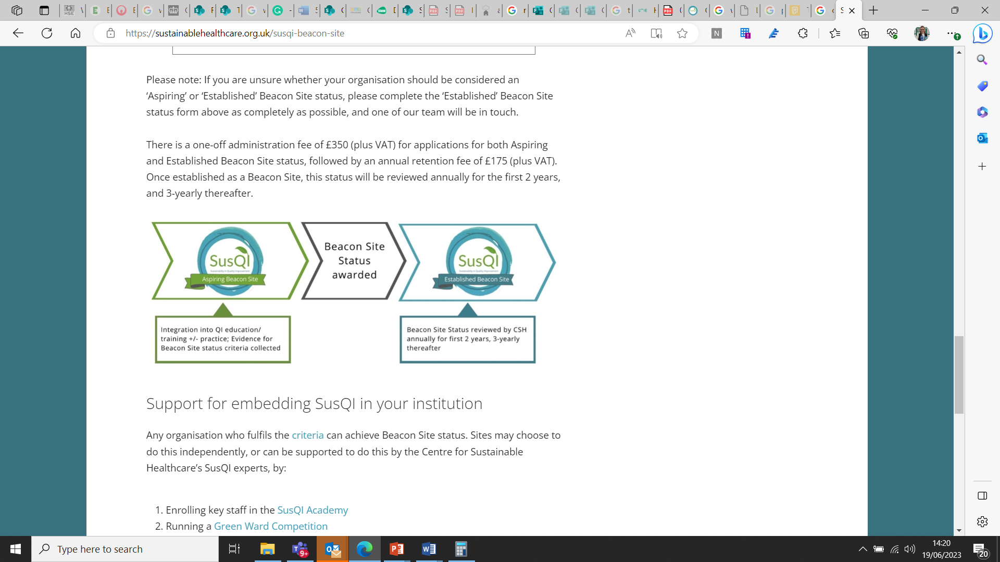 https://sustainablehealthcare.org.uk/susqi-beacon-site
Please note: If you are unsure whether your organisation should be considered an
‘Aspiring’ or ‘Established’ Beacon Site status, please complete the ‘Established’ Beacon Site
status form above as completely as possible, and one of our team will be in touch.
There is a one-off administration fee of £350 (plus VAT) for applications for both Aspiring
and Established Beacon Site status, followed by an annual retention fee of £175 (plus VAT).
Once established as a Beacon Site, this status will be reviewed annually for the first 2 years,
and 3-yearly thereafter.
SusQI
Sustainability in Quality Improvement
Aspiring Beacon Site
Beacon Site
Status
awarded
SusQI
Sustainability in Quality Improvement
Established Beacon Site
Integration into QI education/
training +/- practice; Evidence for
Beacon Site status criteria collected
Beacon Site Status reviewed by CSH
annually for first 2 years, 3-yearly
thereafter
Support for embedding SusQI in your institution
Any organisation who fulfils the criteria can achieve Beacon Site status. Sites may choose to
do this independently, or can be supported to do this by the Centre for Sustainable
Healthcare’s SusQI experts, by:
1. Enrolling key staff in the SusQI Academy
2. Running a Green Ward Competition
Type here to search
9+
14:20
19/06/2023
20